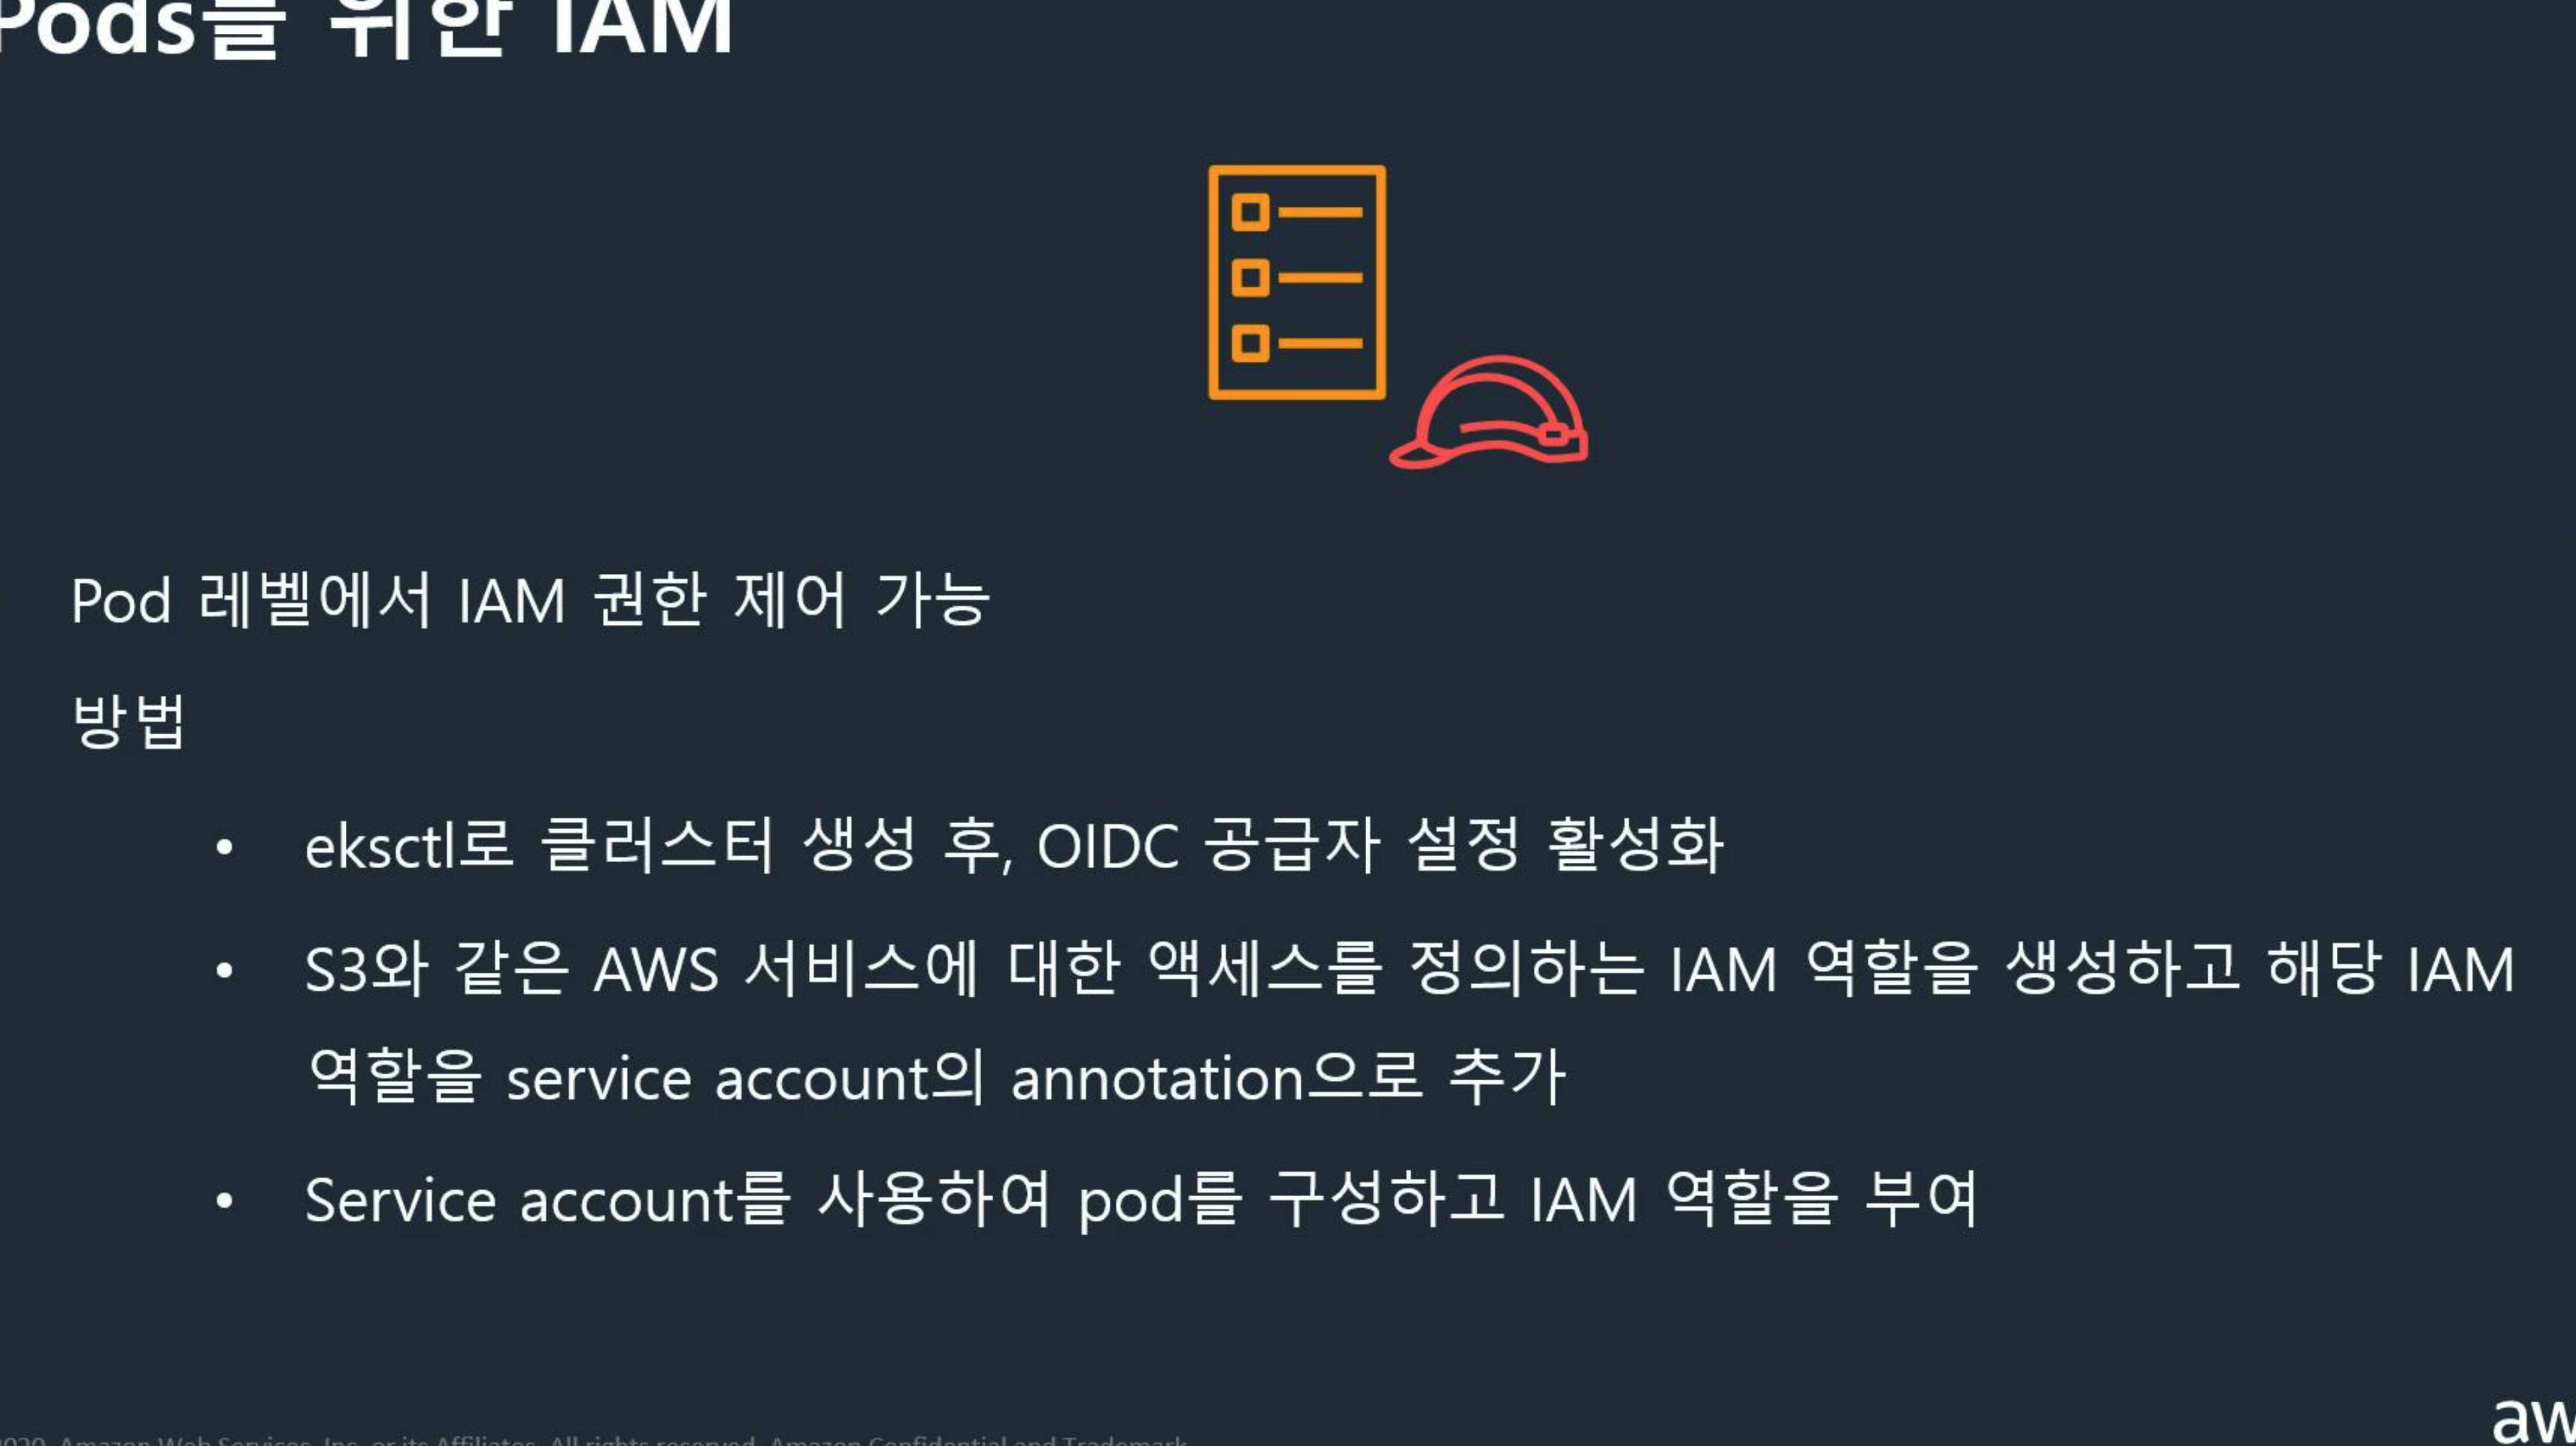 Pods를 위한 IAM
Pod 레벨에서 IAM 권한 제어 가능
방법
• eksctl로 클러스터 생성 후, OIDC 공급자 설정 활성화
• S3와 같은 AWS 서비스에 대한 액세스를 정의하는 IAM 역할을 생성하고 해당 IAM
역할을 service account의 annotation으로 추가
• Service account를 사용하여 pod를 구성하고 IAM 역할을 부여
2020, Amazon Web Services, Inc. or its Affiliates. All rights reserved. Amazon Confidential and Trademark
aw